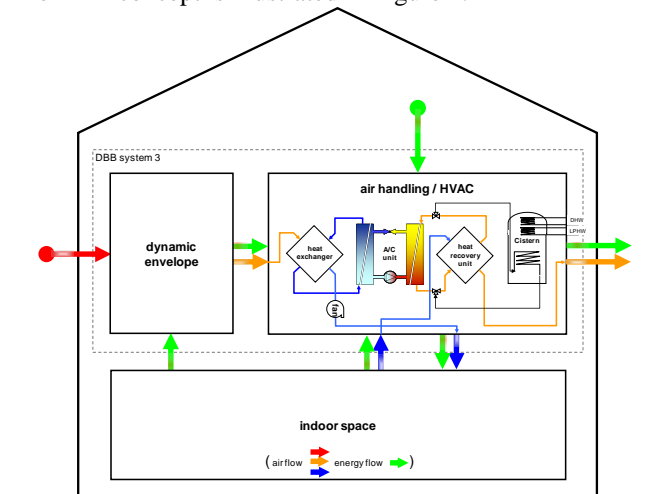 DBB system 3
air handling / HVAC
dynamic
envelope
heat
exchanger
A/C
unit
heat
recovery
unit
Cistern
DHW
LPHW
fan
indoor space
( air flow energy flow )